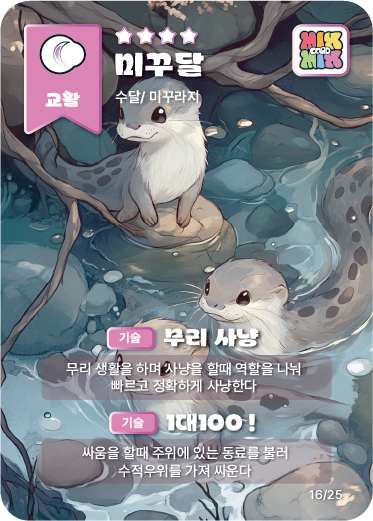 교활
미꾸달
수달/ 미꾸라지
MIX
MIX
기술 무리 사냥
무리 생활을 하며 사냥을 할때 역할을 나눠
빠르고 정확하게 사냥한다
기술 1대100 !
싸움을 할때 주위에 있는 동료를 불러
수적우위를 가져 싸운다
16/25